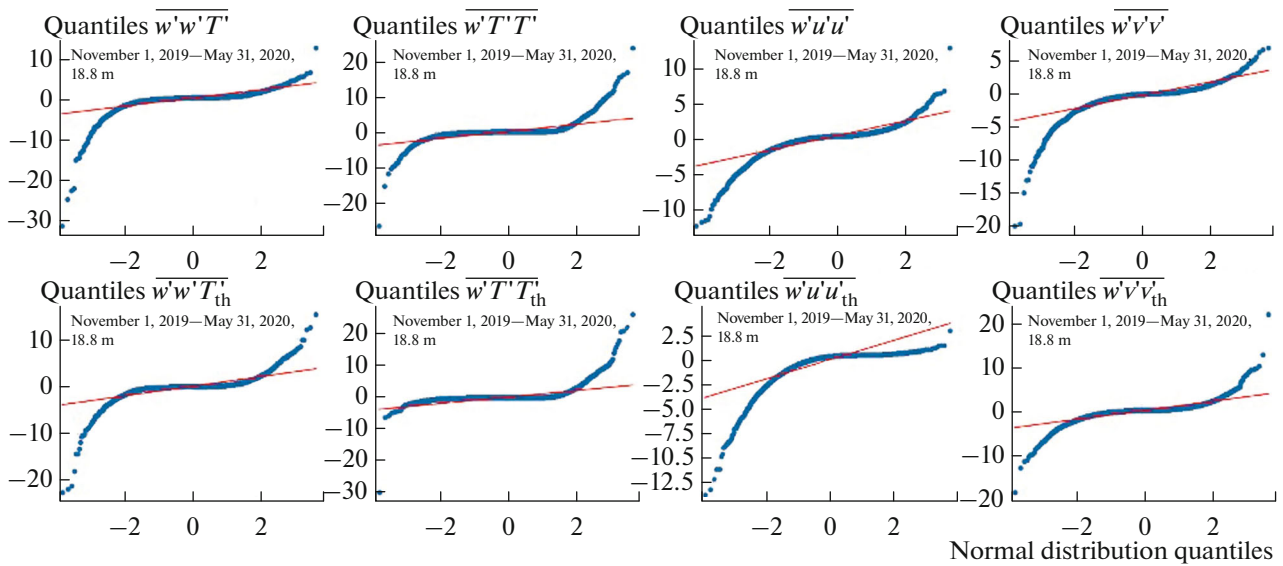 Quantiles w'w'T'
November 1, 2019—May 31, 2020,
18.8 m
10
0
−10
−20
−30
−2 0 2
Quantiles w'T'T'
November 1, 2019—May 31, 2020,
18.8 m
20
10
0
−10
−20
−2 0 2
Quantiles w'u'u'
November 1, 2019—May 31, 2020,
18.8 m
10
5
0
−5
−10
−2 0 2
Quantiles w'v'v'
November 1, 2019—May 31, 2020,
18.8 m
5
0
−5
−10
−15
−20
−2 0 2
Quantiles w'w'T'th
November 1, 2019—May 31, 2020,
18.8 m
10
0
−10
−20
−2 0 2
Quantiles w'T'T'th
November 1, 2019—May 31, 2020,
18.8 m
20
10
0
−10
−20
−30
−2 0 2
Quantiles w'u'u'th
November 1, 2019—May 31, 2020,
18.8 m
2.5
0
−2.5
−5.0
−7.5
−10.5
−12.5
−2 0 2
Quantiles w'v'v'th
November 1, 2019—May 31, 2020,
18.8 m
20
10
0
−10
−20
−2 0 2
Normal distribution quantiles